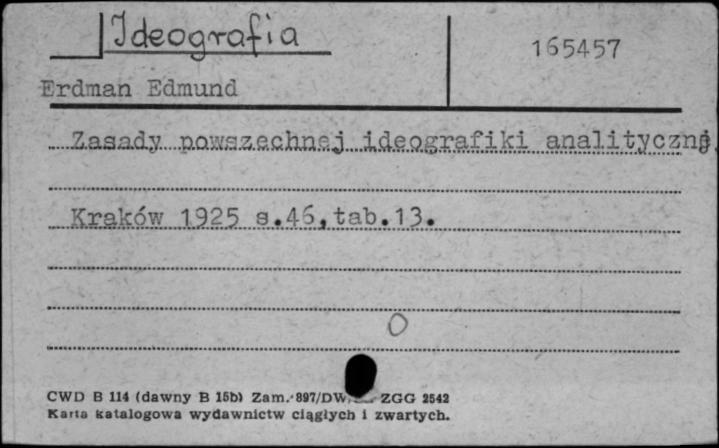 Ideografia
165457
Erdman Edmund
Zasady powszechnej ideografiki analitycznej.
Kraków 1925 s.46,tab.13.
CWD B 114 (dawny B 15b) Zam. 897/DW ZGG 2542
Karta katalogowa wydawnictw ciągłych i zwartych.